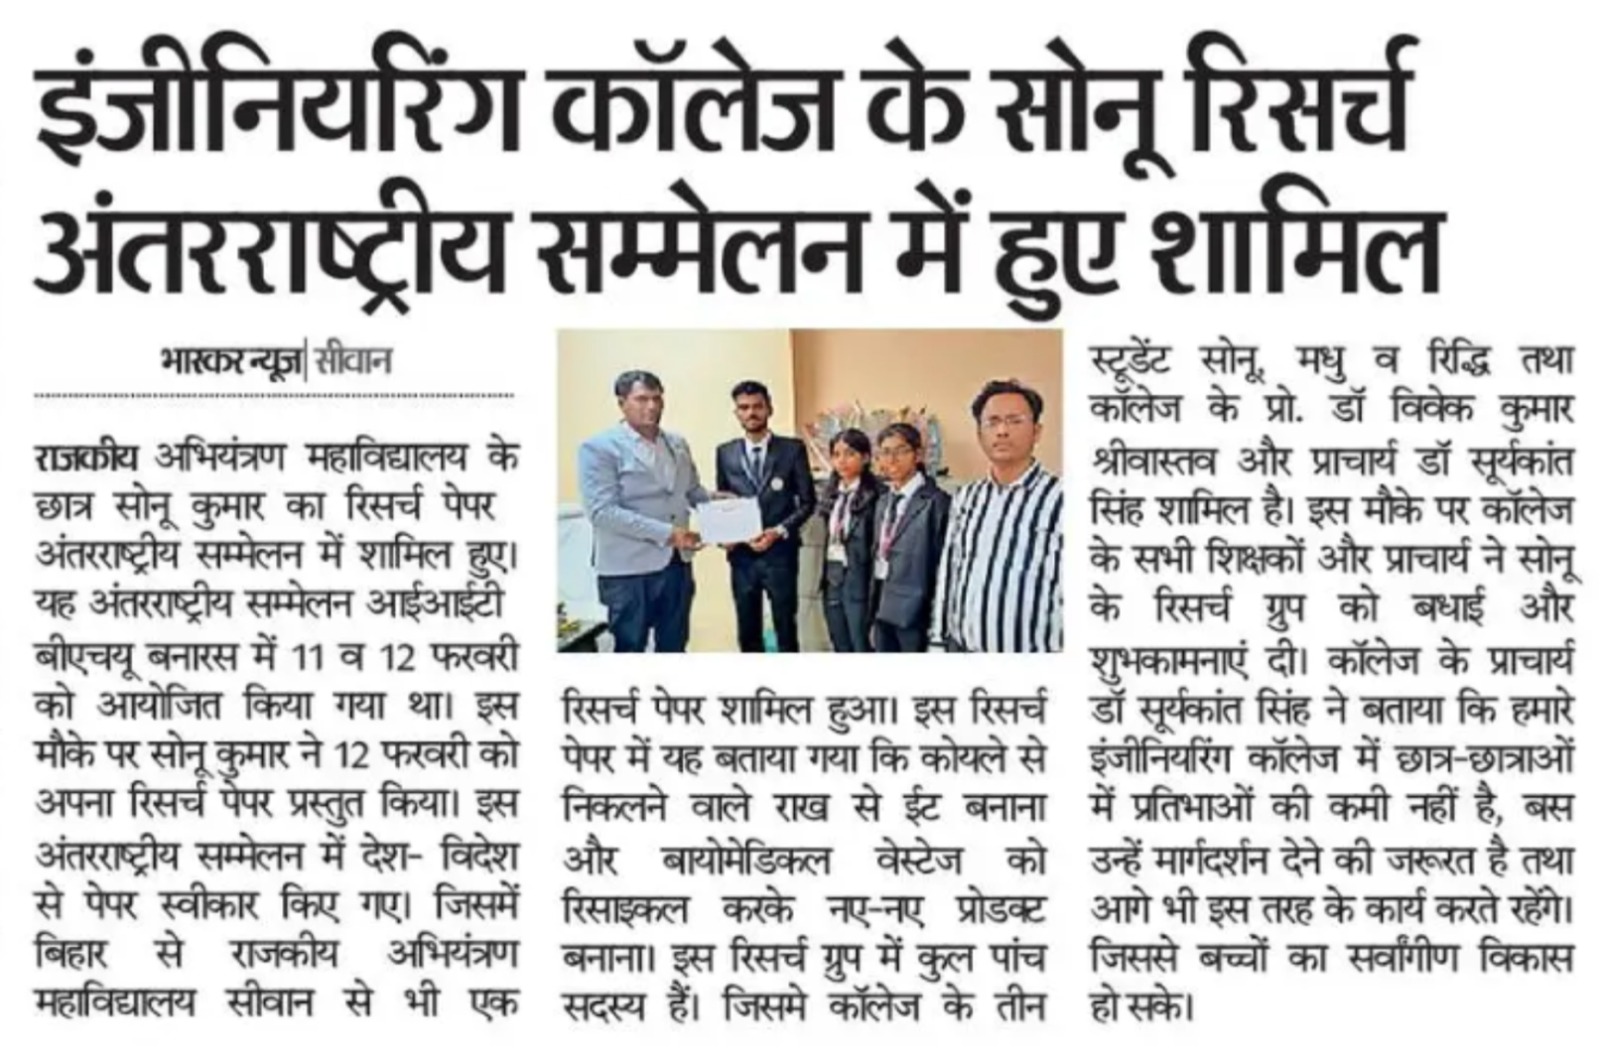 इंजीनियरिंग कॉलेज के सोनू रिसर्च
अंतरराष्ट्रीय सम्मेलन में हुए शामिल
भास्कर न्यूज|सीवान
राजकीय अभियंत्रण महाविद्यालय के
छात्र सोनू कुमार का रिसर्च पेपर
अंतरराष्ट्रीय सम्मेलन में शामिल हुए।
यह अंतरराष्ट्रीय सम्मेलन आईआईटी
बीएचयू बनारस में 11 व 12 फरवरी
को आयोजित किया गया था। इस
मौके पर सोनू कुमार ने 12 फरवरी को
अपना रिसर्च पेपर प्रस्तुत किया। इस
अंतरराष्ट्रीय सम्मेलन में देश- विदेश
से पेपर स्वीकार किए गए। जिसमें
बिहार से राजकीय अभियंत्रण
महाविद्यालय सीवान से भी एक
रिसर्च पेपर शामिल हुआ। इस रिसर्च
पेपर में यह बताया गया कि कोयले से
निकलने वाले राख से ईट बनाना
और बायोमेडिकल वेस्टेज को
रिसाइकल करके नए-नए प्रोडक्ट
बनाना। इस रिसर्च ग्रुप में कुल पांच
सदस्य हैं। जिसमे कॉलेज के तीन
स्टूडेंट सोनू, मधु व रिद्धि तथा
कॉलेज के प्रो. डॉ विवेक कुमार
श्रीवास्तव और प्राचार्य डॉ सूर्यकांत
सिंह शामिल है। इस मौके पर कॉलेज
के सभी शिक्षकों और प्राचार्य ने सोनू
के रिसर्च ग्रुप को बधाई और
शुभकामनाएं दी। कॉलेज के प्राचार्य
डॉ सूर्यकांत सिंह ने बताया कि हमारे
इंजीनियरिंग कॉलेज में छात्र-छात्राओं
में प्रतिभाओं की कमी नहीं है, बस
उन्हें मार्गदर्शन देने की जरूरत है तथा
आगे भी इस तरह के कार्य करते रहेंगे।
जिससे बच्चों का सर्वांगीण विकास
हो सके।